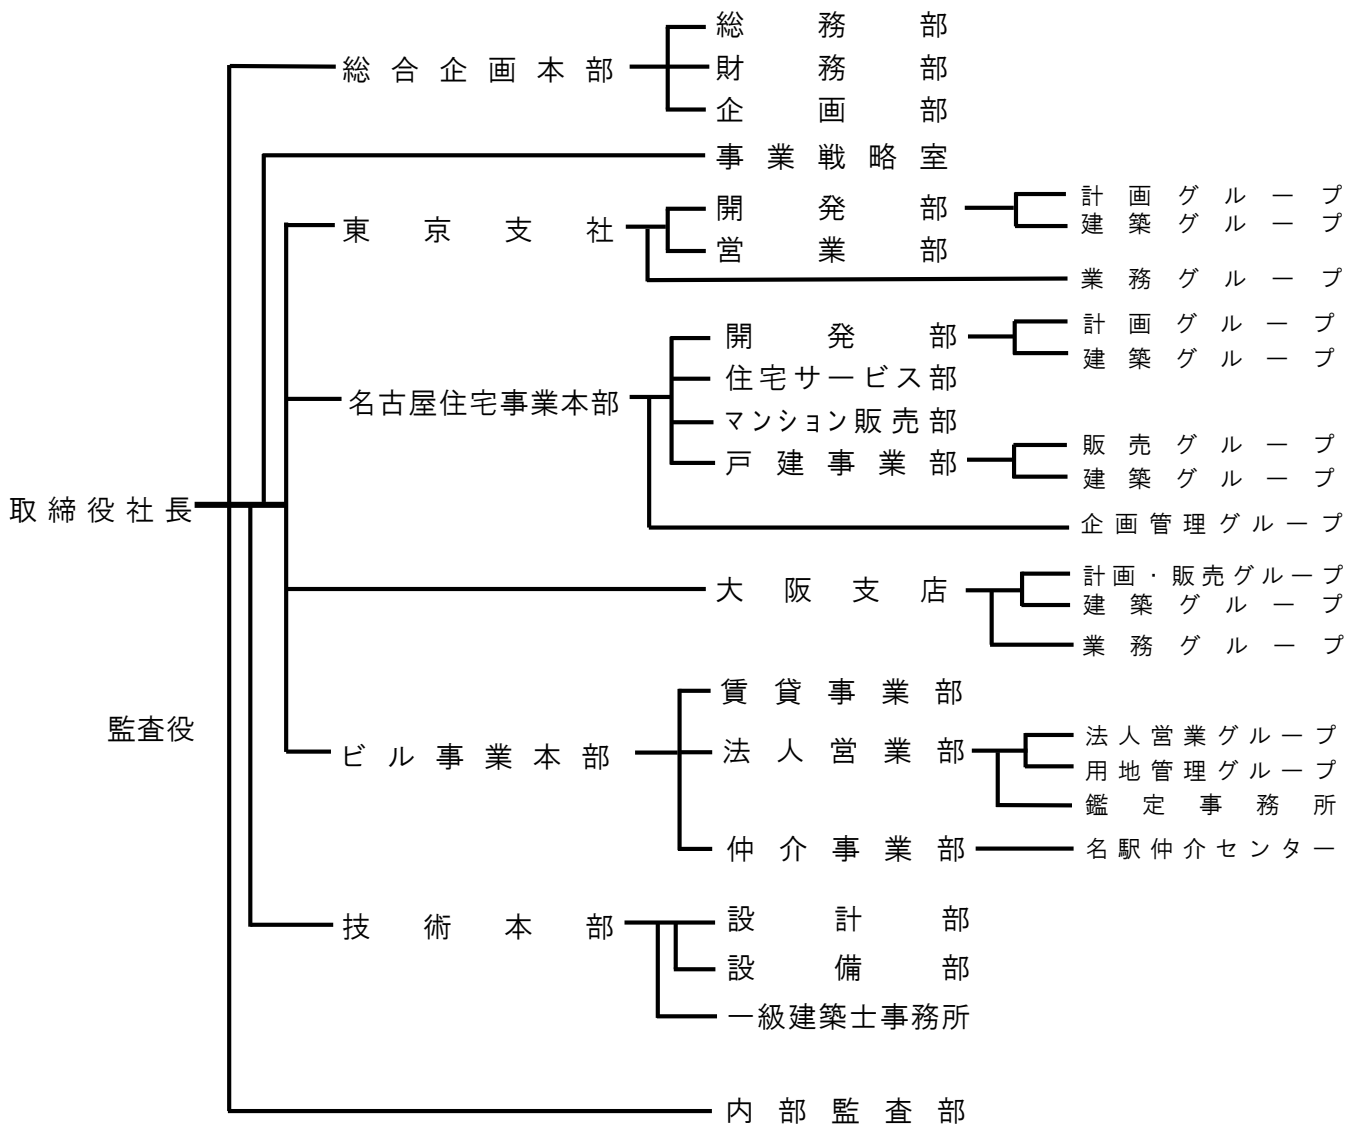 総務部
総合企画本部
財務部
企画部
事業戦略室
東京支社
開発部
計画グループ
建築グループ
営業部
業務グループ
名古屋住宅事業本部
開発部
計画グループ
建築グループ
住宅サービス部
マンション販売部
戸建事業部
販売グループ
建築グループ
企画管理グループ
取締役社長
大阪支店
計画・販売グループ
建築グループ
業務グループ
監査役
ビル事業本部
賃貸事業部
法人営業部
法人営業グループ
用地管理グループ
鑑定事務所
仲介事業部
名駅仲介センター
技術本部
設計部
設備部
一級建築士事務所
内部監査部